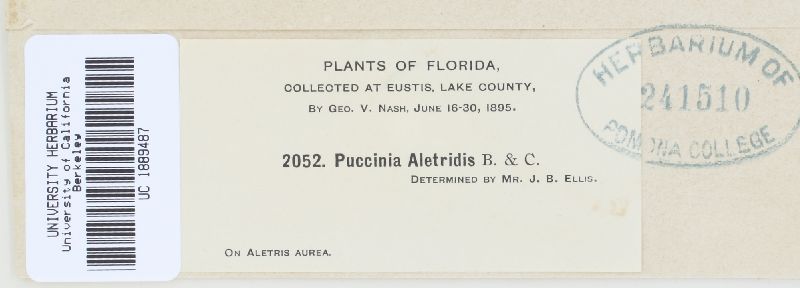 UNIVERSITY HERBARIUM
University of California
Berkeley
UC 1889487
PLANTS OF FLORIDA,
COLLECTED AT EUSTIS, LAKE COUNTY,
BY GEO. V. NASH, JUNE 16-30, 1895.
2052. Puccinia Aletridis B. & C.
DETERMINED BY MR. J. B. ELLIS.
ON ALETRIS AUREA.
HERBARIUM OF
241510
POMONA COLLEGE